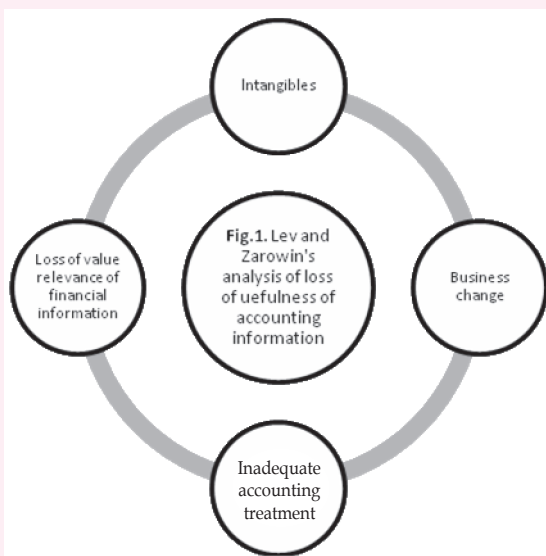 Intangibles
Fig.1. Lev and
Zarowin's
analysis of loss
of uefulness of
accounting
information
Loss of value
relevance of
financial
information
Business
change
Inadequate
accounting
treatment